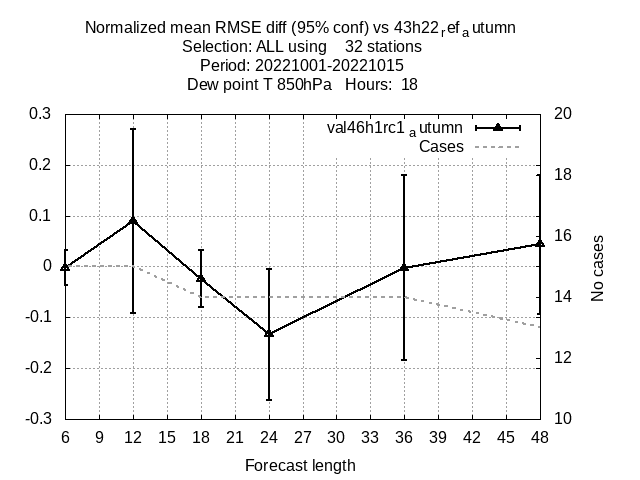 Normalized mean RMSE diff (95% conf) vs 43h22refautumn
Selection: ALL using 32 stations
Period: 20221001-20221015
Dew point T 850hPa Hours: 18
0.3
0.2
0.1
0
-0.1
-0.2
-0.3
val46h1rc1autumn
Cases
20
18
16
14
12
10
No cases
6 9 12 15 18 21 24 27 30 33 36 39 42 45 48
Forecast length